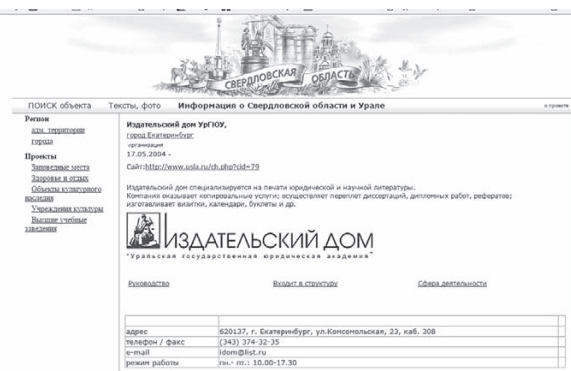 СВЕРДЛОВСКАЯ ОБЛАСТЬ
ПОИСК объекта Тексты, фото Информация о Свердловской области и Урале о проекте
Регион
адм. территории
города
Проекты
Заповедные места
Здоровье и отдых
Объекты культурного
наследия
Учреждения культуры
Высшие учебные
заведения
Издательский дом УрГЮУ,
город Екатеринбург
организация
17.05.2004 -
Сайт:http://www.usla.ru/ch.php?cid=79
Издательский дом специализируется на печати юридической и научной литературы.
Компания оказывает копировальные услуги; осуществляет переплет диссертаций, дипломных работ, рефератов;
изготавливает визитки, календари, буклеты и др.
ИЗДАТЕЛЬСКИЙ ДОМ
"Уральская государственная юридическая академия"
Руководство Входит в структуру Сфера деятельности
адрес 620137, г. Екатеринбург, ул.Комсомольская, 23, каб. 308
телефон / факс (343) 374-32-35
e-mail idom@list.ru
режим работы пн.- пт.: 10.00-17.30